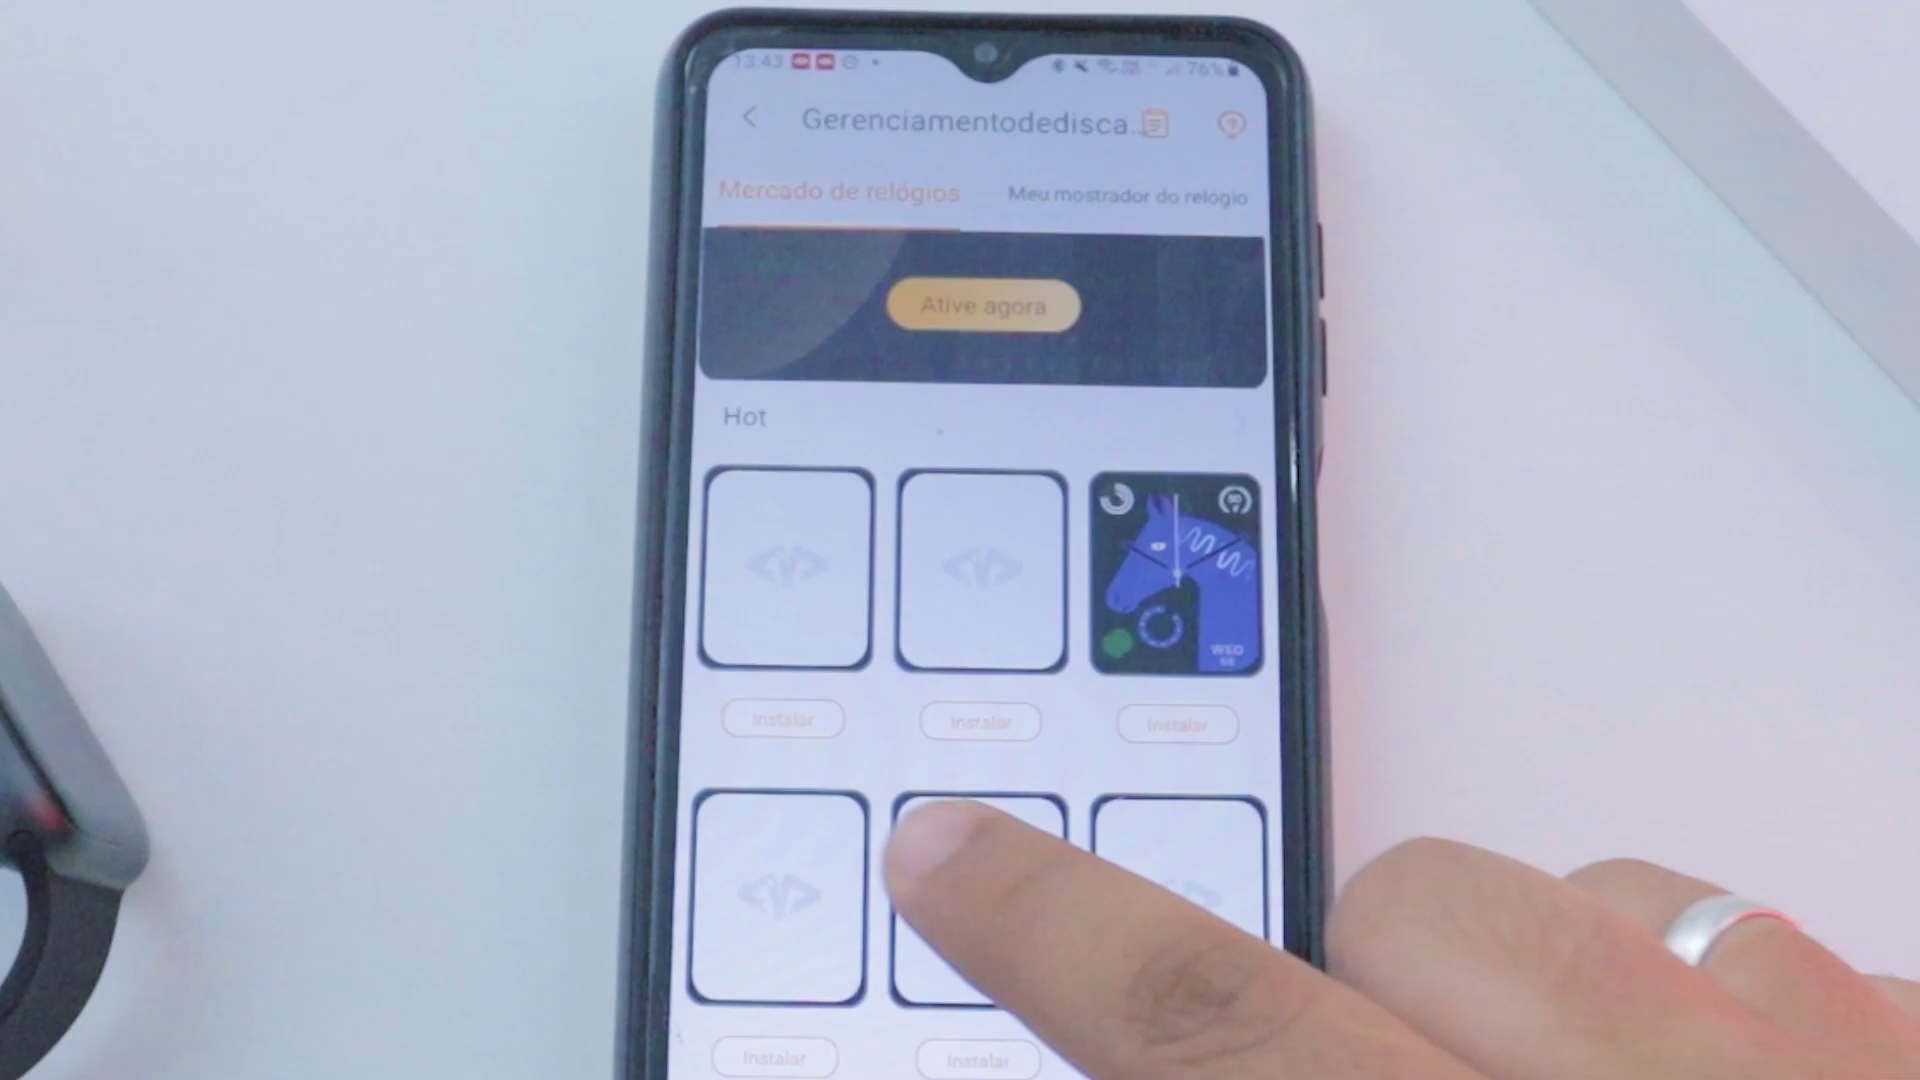 13:43
76%
Gerenciamentodedisca...
Mercado de relógios
Meu mostrador do relógio
Ative agora
Hot
WED
Instalar
Instalar
Instalar
Instalar
Instalar